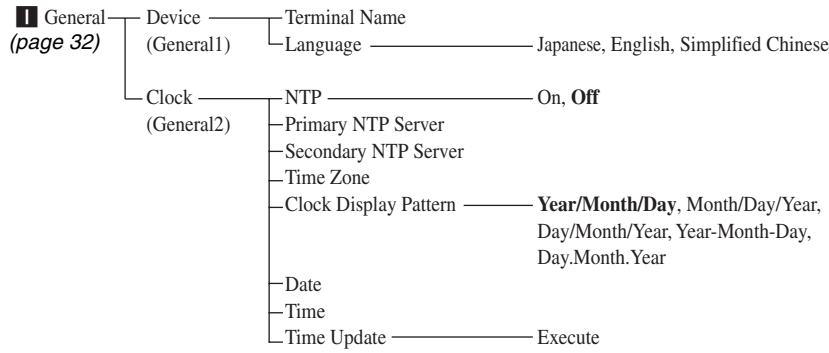 I General Device Terminal Name
(page 32) (General1) Language Japanese, English, Simplified Chinese
Clock NTP On, Off
(General2) Primary NTP Server
Secondary NTP Server
Time Zone
Clock Display Pattern Year/Month/Day, Month/Day/Year,
Day/Month/Year, Year-Month-Day,
Day.Month.Year
Date
Time
Time Update Execute